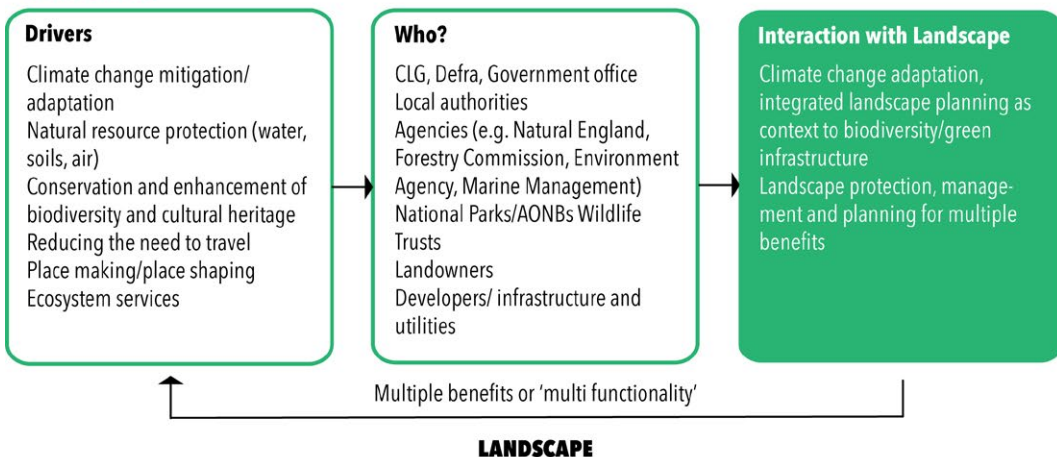 Drivers
Climate change mitigation/
adaptation
Natural resource protection (water,
soils, air)
Conservation and enhancement of
biodiversity and cultural heritage
Reducing the need to travel
Place making/place shaping
Ecosystem services
Who?
CLG, Defra, Government office
Local authorities
Agencies (e.g. Natural England,
Forestry Commission, Environment
Agency, Marine Management)
National Parks/AONBs Wildlife
Trusts
Landowners
Developers/ infrastructure and
utilities
Interaction with Landscape
Climate change adaptation,
integrated landscape planning as
context to biodiversity/green
infrastructure
Landscape protection, manage-
ment and planning for multiple
benefits
Multiple benefits or ‘multi functionality’
LANDSCAPE